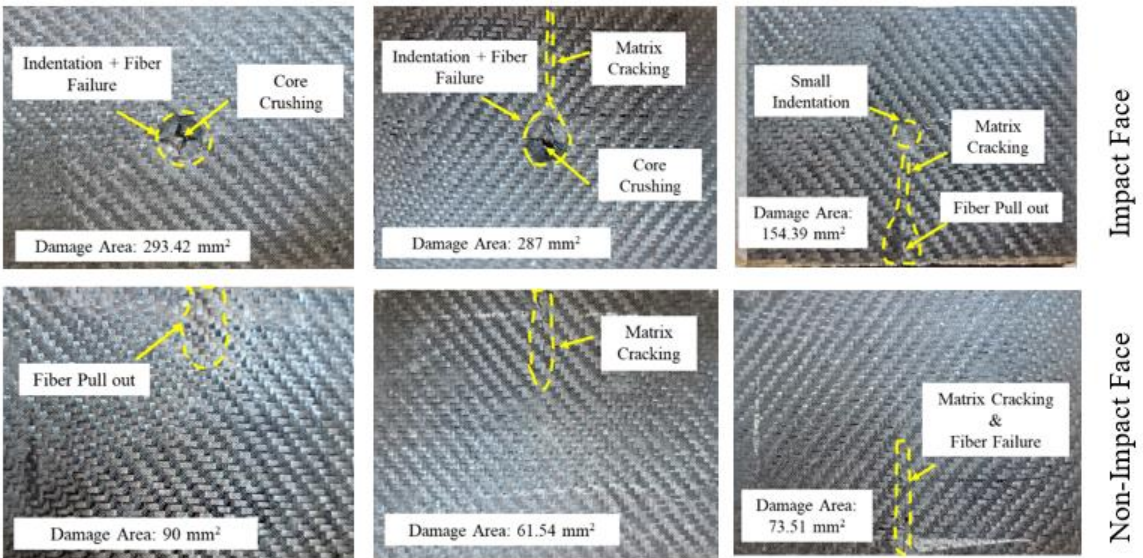 Indentation + Fiber
Failure
Core
Crushing
Damage Area: 293.42 mm²
Indentation + Fiber
Failure
Matrix
Cracking
Core
Crushing
Damage Area: 287 mm²
Small
Indentation
Matrix
Cracking
Fiber Pull out
Damage Area:
154.39 mm²
Impact Face
Fiber Pull out
Damage Area: 90 mm²
Matrix
Cracking
Damage Area: 61.54 mm²
Matrix Cracking
&
Fiber Failure
Damage Area:
73.51 mm²
Non-Impact Face